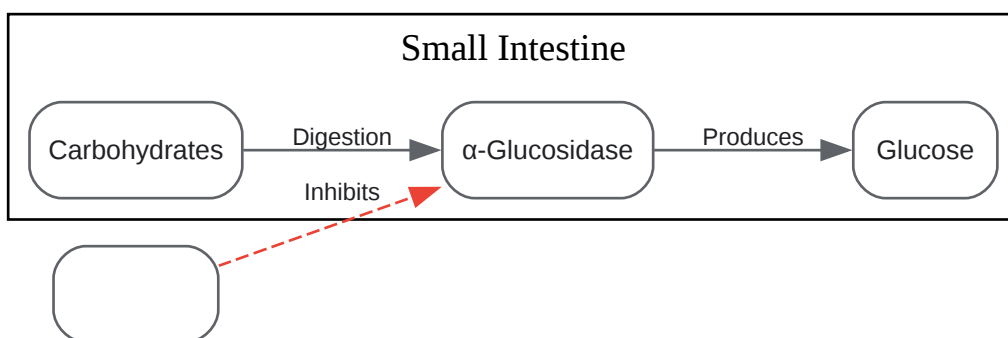 Small Intestine
Carbohydrates
Digestion
α-Glucosidase
Produces
Glucose
Inhibits